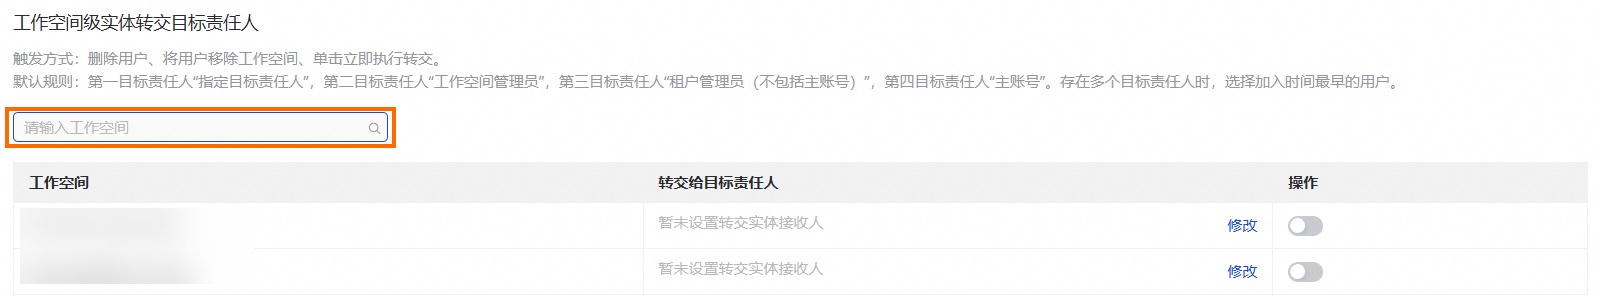 工作空间级实体转交目标责任人
触发方式：删除用户、将用户移除工作空间、单击立即执行转交。
默认规则：第一目标责任人“指定目标责任人”，第二目标责任人“工作空间管理员”，第三目标责任人“租户管理员（不包括主账号）”，第四目标责任人“主账号”。存在多个目标责任人时，选择加入时间最早的用户。
请输入工作空间
工作空间 转交给目标责任人 操作
暂未设置转交实体接收人 修改
暂未设置转交实体接收人 修改